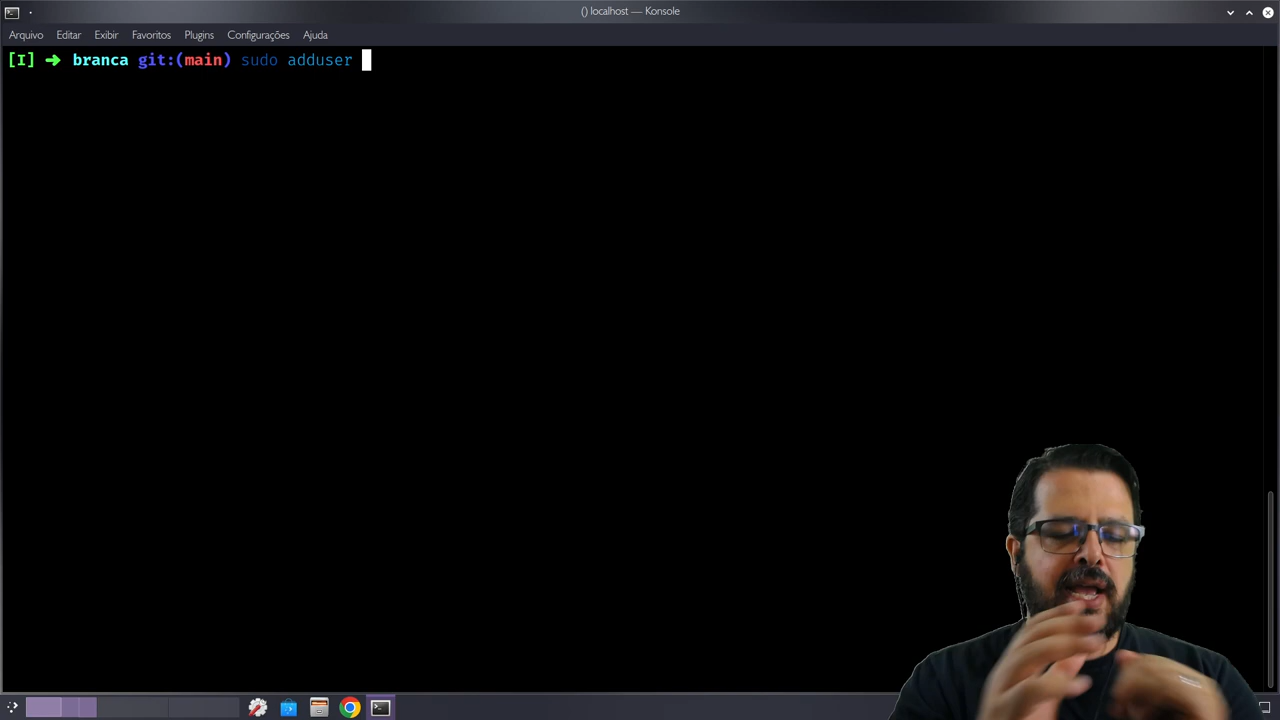 () localhost — Konsole
Arquivo Editar Exibir Favoritos Plugins Configurações Ajuda
[I] ➜ branca git:(main) sudo adduser